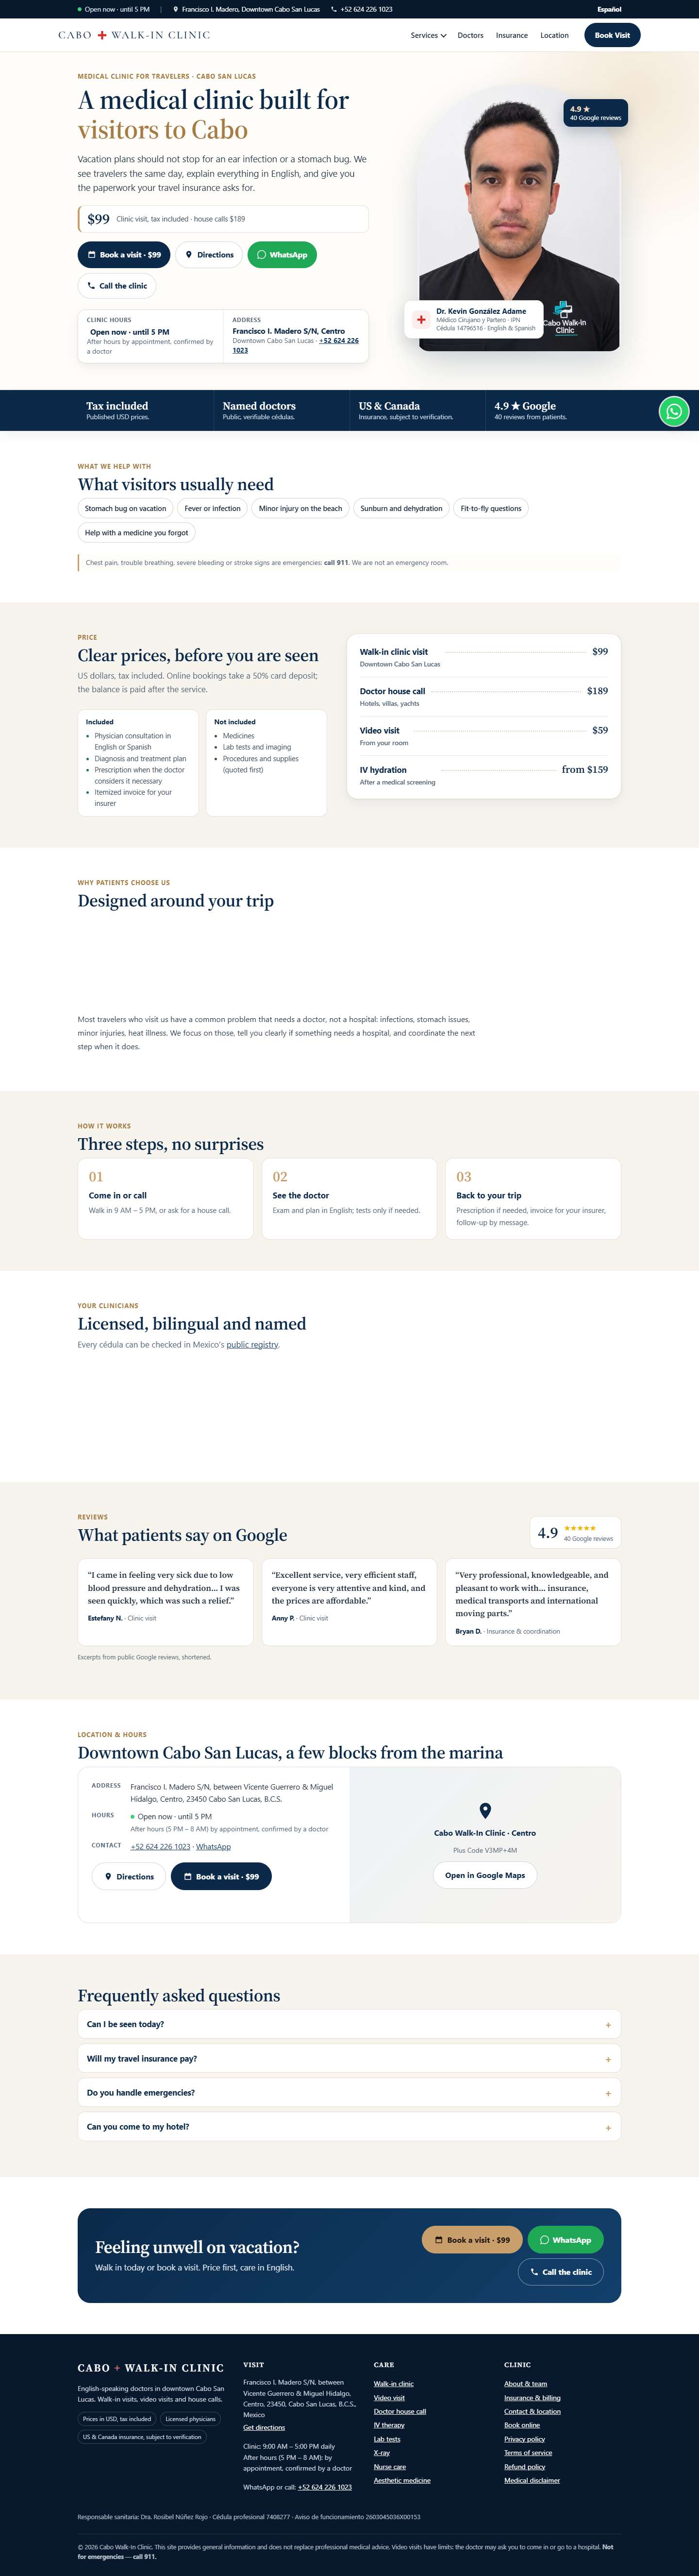 Open now · until 5 PM | Francisco I. Madero, Downtown Cabo San Lucas +52 624 226 1023 Español
CABO + WALK-IN CLINIC Services Doctors Insurance Location Book Visit
MEDICAL CLINIC FOR TRAVELERS · CABO SAN LUCAS
A medical clinic built for
visitors to Cabo
Vacation plans should not stop for an ear infection or a stomach bug. We
see travelers the same day, explain everything in English, and give you
the paperwork your travel insurance asks for.
$99 Clinic visit, tax included · house calls $189
Book a visit · $99 Directions WhatsApp
Call the clinic
CLINIC HOURS
Open now · until 5 PM
After hours by appointment, confirmed by
a doctor
ADDRESS
Francisco I. Madero S/N, Centro
Downtown Cabo San Lucas · +52 624 226
1023
4.9 ★
40 Google reviews
Dr. Kevin González Adame
Médico Cirujano y Partero · IPN
Cédula 14796516 · English & Spanish
Cabo Walk-in
Clinic
Tax included
Published USD prices.
Named doctors
Public, verifiable cédulas.
US & Canada
Insurance, subject to verification.
4.9 ★ Google
40 reviews from patients.
WHAT WE HELP WITH
What visitors usually need
Stomach bug on vacation Fever or infection Minor injury on the beach Sunburn and dehydration Fit-to-fly questions
Help with a medicine you forgot
Chest pain, trouble breathing, severe bleeding or stroke signs are emergencies: call 911. We are not an emergency room.
PRICE
Clear prices, before you are seen
US dollars, tax included. Online bookings take a 50% card deposit;
the balance is paid after the service.
Included
Physician consultation in
English or Spanish
Diagnosis and treatment plan
Prescription when the doctor
considers it necessary
Itemized invoice for your
insurer
Not included
Medicines
Lab tests and imaging
Procedures and supplies
(quoted first)
Walk-in clinic visit $99
Downtown Cabo San Lucas
Doctor house call $189
Hotels, villas, yachts
Video visit $59
From your room
IV hydration from $159
After a medical screening
WHY PATIENTS CHOOSE US
Designed around your trip
Most travelers who visit us have a common problem that needs a doctor, not a hospital: infections, stomach issues,
minor injuries, heat illness. We focus on those, tell you clearly if something needs a hospital, and coordinate the next
step when it does.
HOW IT WORKS
Three steps, no surprises
01
Come in or call
Walk in 9 AM – 5 PM, or ask for a house call.
02
See the doctor
Exam and plan in English; tests only if needed.
03
Back to your trip
Prescription if needed, invoice for your insurer,
follow-up by message.
YOUR CLINICIANS
Licensed, bilingual and named
Every cédula can be checked in Mexico's public registry.
REVIEWS
What patients say on Google
4.9 ★★★★★
40 Google reviews
“I came in feeling very sick due to low
blood pressure and dehydration… I was
seen quickly, which was such a relief.”
Estefany N. · Clinic visit
“Excellent service, very efficient staff,
everyone is very attentive and kind, and
the prices are affordable.”
Anny P. · Clinic visit
“Very professional, knowledgeable, and
pleasant to work with… insurance,
medical transports and international
moving parts.”
Bryan D. · Insurance & coordination
Excerpts from public Google reviews, shortened.
LOCATION & HOURS
Downtown Cabo San Lucas, a few blocks from the marina
ADDRESS Francisco I. Madero S/N, between Vicente Guerrero & Miguel
Hidalgo, Centro, 23450 Cabo San Lucas, B.C.S.
HOURS Open now · until 5 PM
After hours (5 PM – 8 AM) by appointment, confirmed by a doctor
CONTACT +52 624 226 1023 · WhatsApp
Directions Book a visit · $99
Cabo Walk-In Clinic · Centro
Plus Code V3MP+4M
Open in Google Maps
Frequently asked questions
Can I be seen today? +
Will my travel insurance pay? +
Do you handle emergencies? +
Can you come to my hotel? +
Feeling unwell on vacation?
Walk in today or book a visit. Price first, care in English.
Book a visit · $99 WhatsApp
Call the clinic
CABO + WALK-IN CLINIC
English-speaking doctors in downtown Cabo San
Lucas. Walk-in visits, video visits and house calls.
Prices in USD, tax included Licensed physicians
US & Canada insurance, subject to verification
VISIT
Francisco I. Madero S/N, between
Vicente Guerrero & Miguel Hidalgo,
Centro, 23450, Cabo San Lucas, B.C.S.,
Mexico
Get directions
Clinic: 9:00 AM – 5:00 PM daily
After hours (5 PM – 8 AM): by
appointment, confirmed by a doctor
WhatsApp or call: +52 624 226 1023
CARE
Walk-in clinic
Video visit
Doctor house call
IV therapy
Lab tests
X-ray
Nurse care
Aesthetic medicine
CLINIC
About & team
Insurance & billing
Contact & location
Book online
Privacy policy
Terms of service
Refund policy
Medical disclaimer
Responsable sanitaria: Dra. Rosibel Núñez Rojo · Cédula profesional 7408277 · Aviso de funcionamiento 2603045036X00153
© 2026 Cabo Walk-In Clinic. This site provides general information and does not replace professional medical advice. Video visits have limits: the doctor may ask you to come in or go to a hospital. Not
for emergencies — call 911.